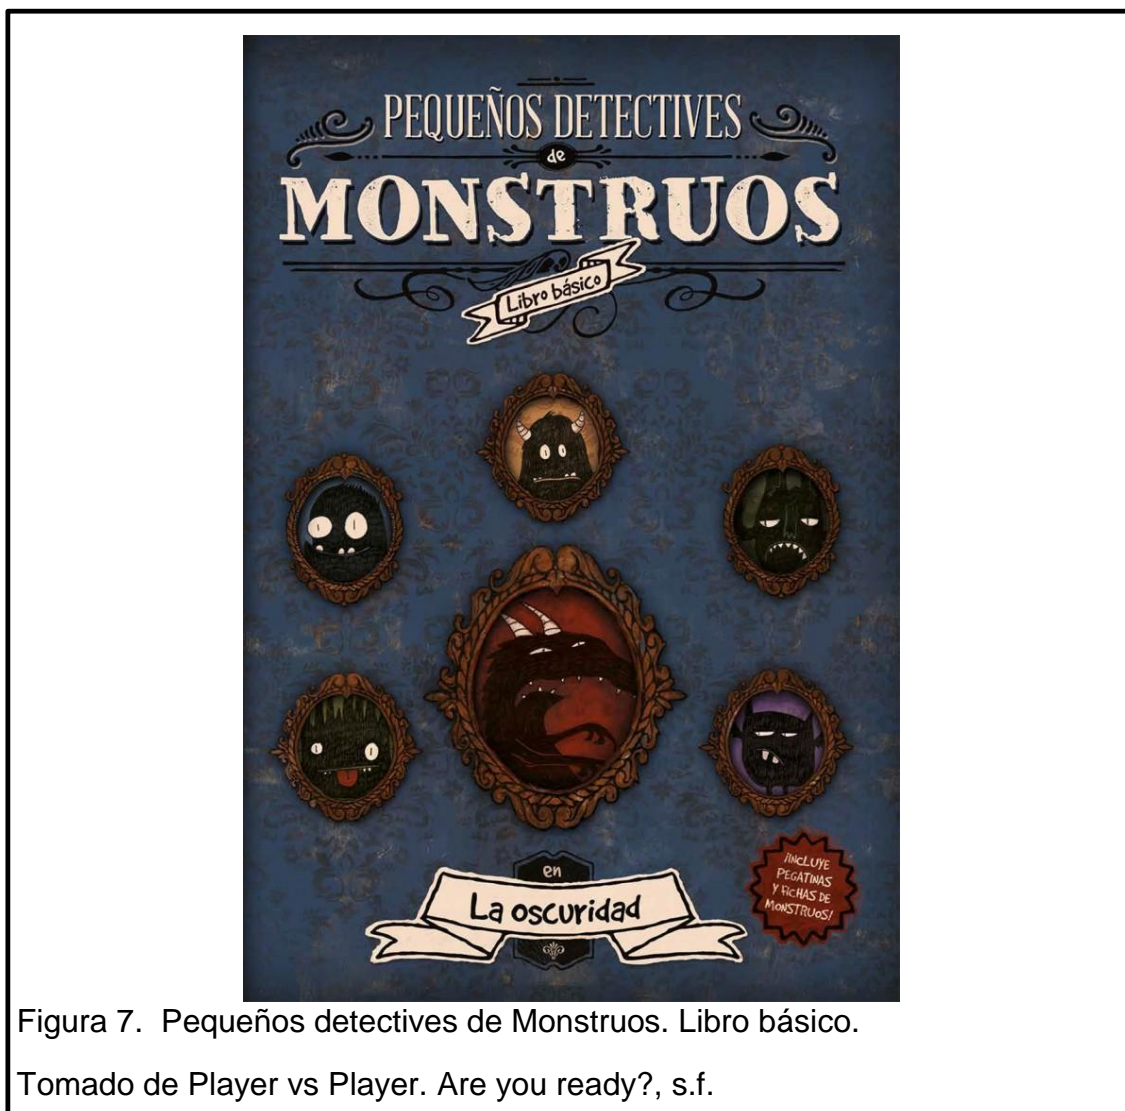 PEQUEÑOS DETECTIVES
de
MONSTRUOS
Libro básico
en
La oscuridad
¡INCLUYE
PEGATINAS
Y FICHAS DE
MONSTRUOS!
Figura 7. Pequeños detectives de Monstruos. Libro básico.
Tomado de Player vs Player. Are you ready?, s.f.